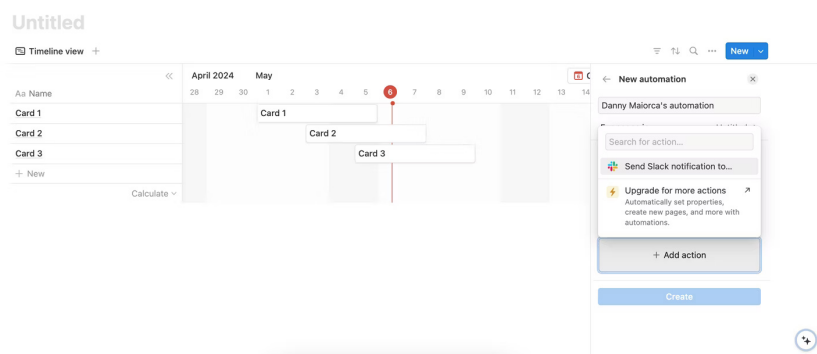 Untitled
Timeline view
New
April 2024 May
28 29 30 1 2 3 4 5 6 7 8 9 10 11 12 13 14
Aa Name
Card 1
Card 2
Card 3
+ New
Calculate
Card 1
Card 2
Card 3
6
New automation
Danny Maiorca's automation
Search for action...
Send Slack notification to...
Upgrade for more actions
Automatically set properties,
create new pages, and more with
automations.
+ Add action
Create